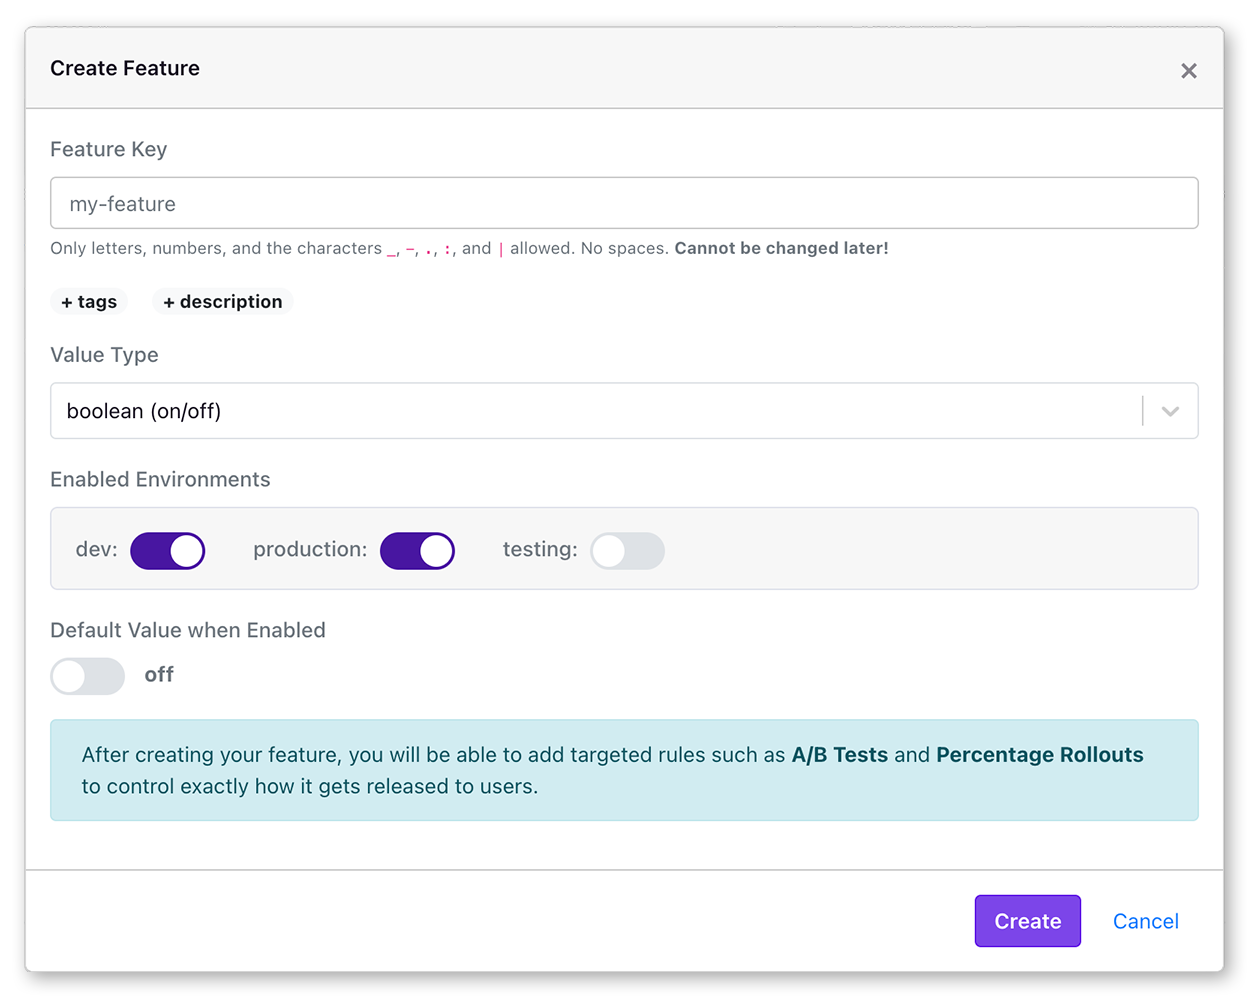 Create Feature
Feature Key
my-feature
Only letters, numbers, and the characters _, -, ., :, and | allowed. No spaces. Cannot be changed later!
+ tags + description
Value Type
boolean (on/off)
Enabled Environments
dev: production: testing:
Default Value when Enabled
off
After creating your feature, you will be able to add targeted rules such as A/B Tests and Percentage Rollouts
to control exactly how it gets released to users.
Create Cancel